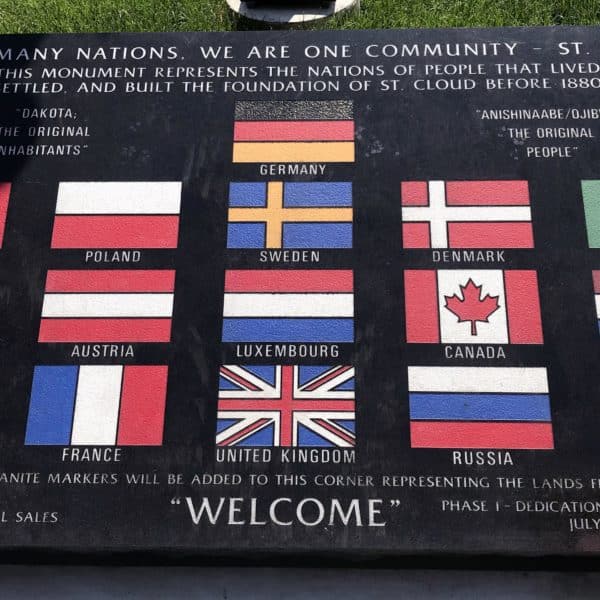 MANY NATIONS, WE ARE ONE COMMUNITY - ST.
THIS MONUMENT REPRESENTS THE NATIONS OF PEOPLE THAT LIVED
SETTLED, AND BUILT THE FOUNDATION OF ST. CLOUD BEFORE 1880
"DAKOTA;
THE ORIGINAL
INHABITANTS"
"ANISHINAABE/OJIB
THE ORIGINAL
PEOPLE"
GERMANY
POLAND
SWEDEN
DENMARK
AUSTRIA
LUXEMBOURG
CANADA
FRANCE
UNITED KINGDOM
RUSSIA
ANITE MARKERS WILL BE ADDED TO THIS CORNER REPRESENTING THE LANDS
L SALES
"WELCOME"
PHASE I - DEDICATION
JULY